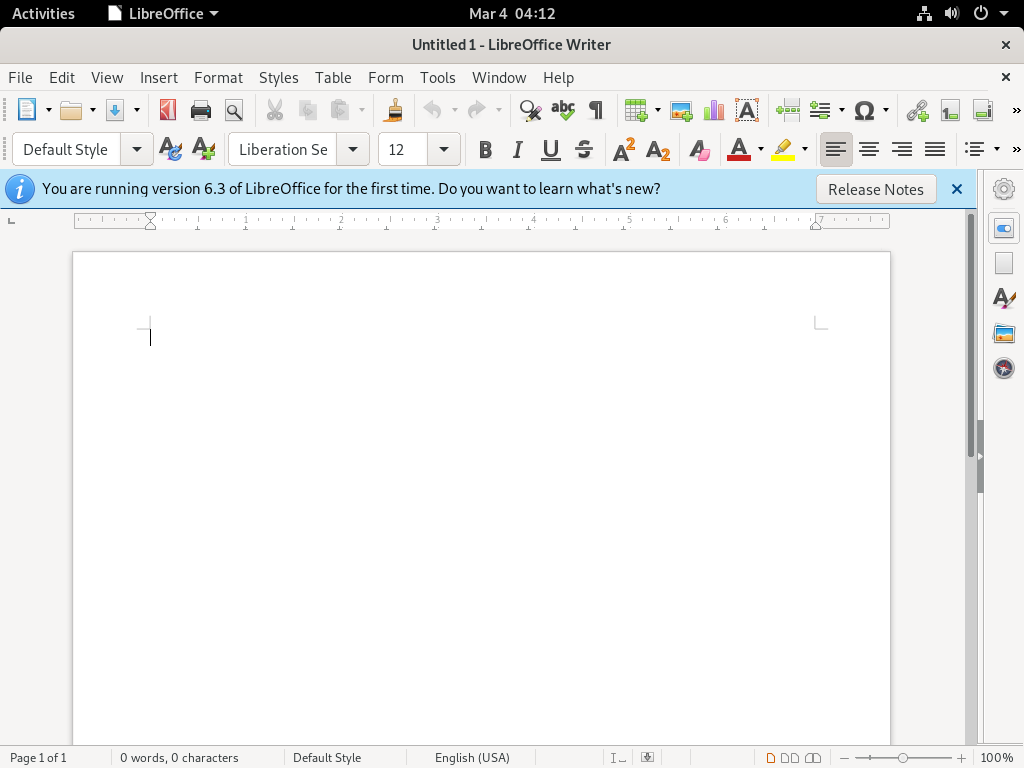 Activities LibreOffice Mar 4 04:12
Untitled 1 - LibreOffice Writer
File Edit View Insert Format Styles Table Form Tools Window Help
Default Style Liberation Se 12
You are running version 6.3 of LibreOffice for the first time. Do you want to learn what's new? Release Notes
1 2 3 4 5 6 7
Page 1 of 1 0 words, 0 characters Default Style English (USA) 100%